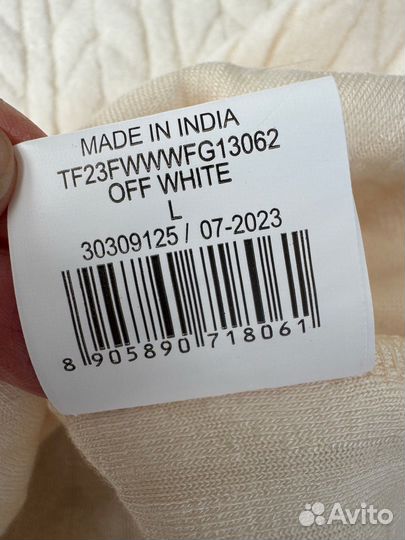 MADE IN INDIA
TF23FWWWFG13062
OFF WHITE
L
30309125 / 07-2023
8 905890 718061
Avito